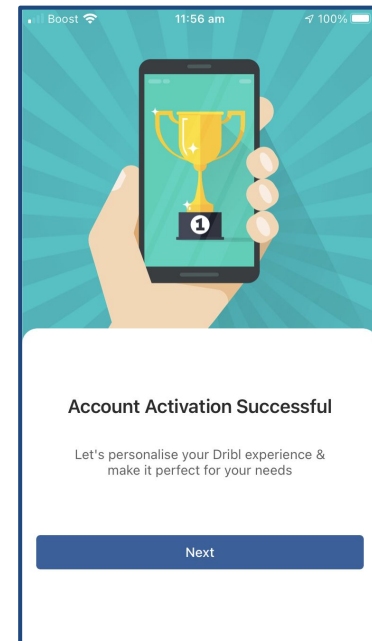 Boost 11:56 am 100%
1
Account Activation Successful
Let's personalise your Dribl experience &
make it perfect for your needs
Next